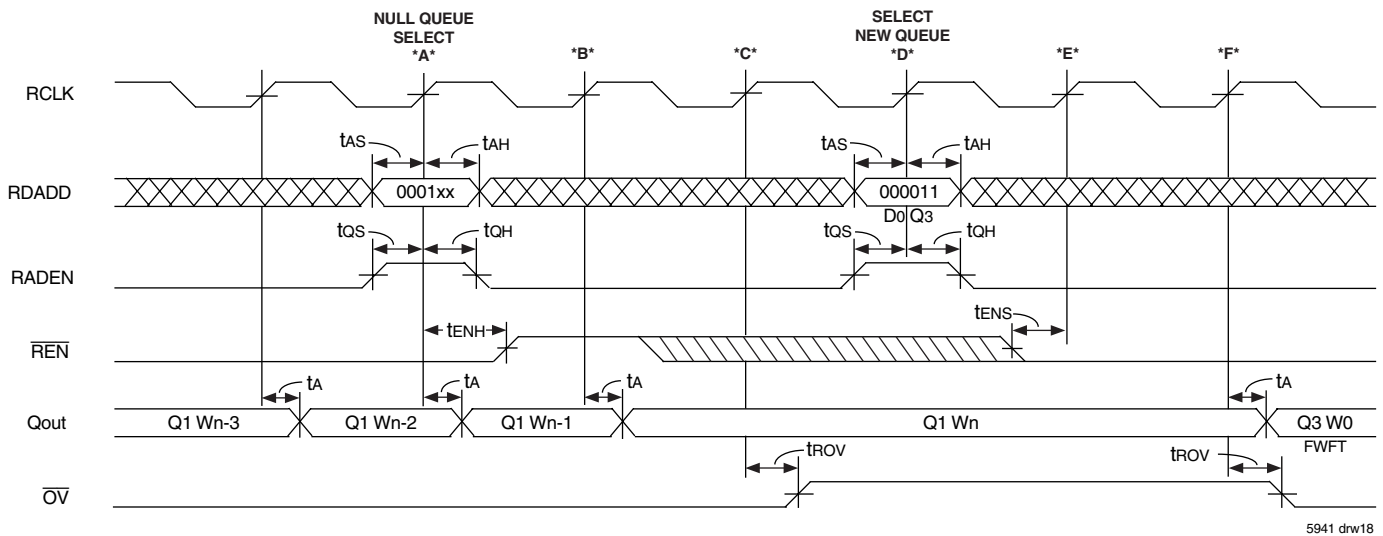 NULL QUEUE
SELECT
*A*
*B*
*C*
SELECT
NEW QUEUE
*D*
*E*
*F*
RCLK
tAS
tAH
tAS
tAH
RDADD
0001xx
000011
D0 Q3
tQS
tQH
tQS
tQH
RADEN
tENH
tENS
REN
tA
tA
tA
tA
Qout
Q1 Wn-3
Q1 Wn-2
Q1 Wn-1
Q1 Wn
Q3 W0
FWFT
tROV
tROV
OV
5941 drw18